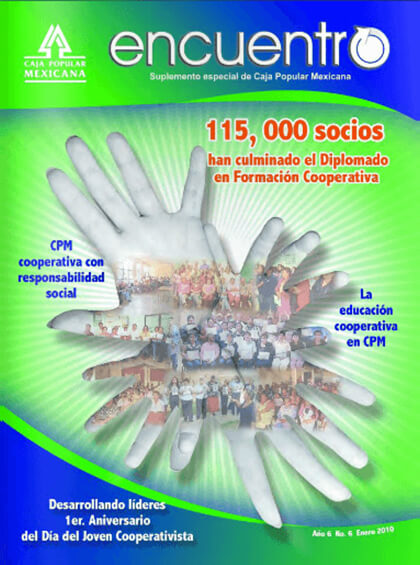 CAJA POPULAR
MEXICANA
encuentro
Suplemento especial de Caja Popular Mexicana
115, 000 socios
han culminado el Diplomado
en Formación Cooperativa
CPM
cooperativa con
responsabilidad
social
La
educación
cooperativa
en CPM
Desarrollando líderes
1er. Aniversario
del Día del Joven Cooperativista
Año 6 No. 6 Enero 2010